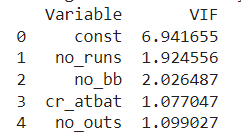 Variable VIF
0 const 6.941655
1 no_runs 1.924556
2 no_bb 2.026487
3 cr_atbat 1.077047
4 no_outs 1.099027